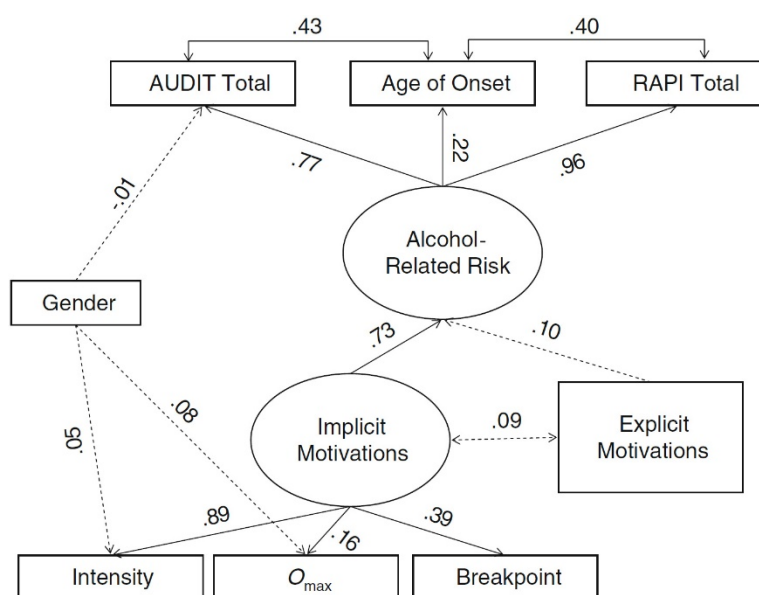 .43
.40
AUDIT Total
Age of Onset
RAPI Total
.77
.22
.96
-.01
Alcohol-
Related Risk
Gender
.73
.10
.05
.08
Implicit
Motivations
.09
Explicit
Motivations
.89
.16
.39
Intensity
Omax
Breakpoint